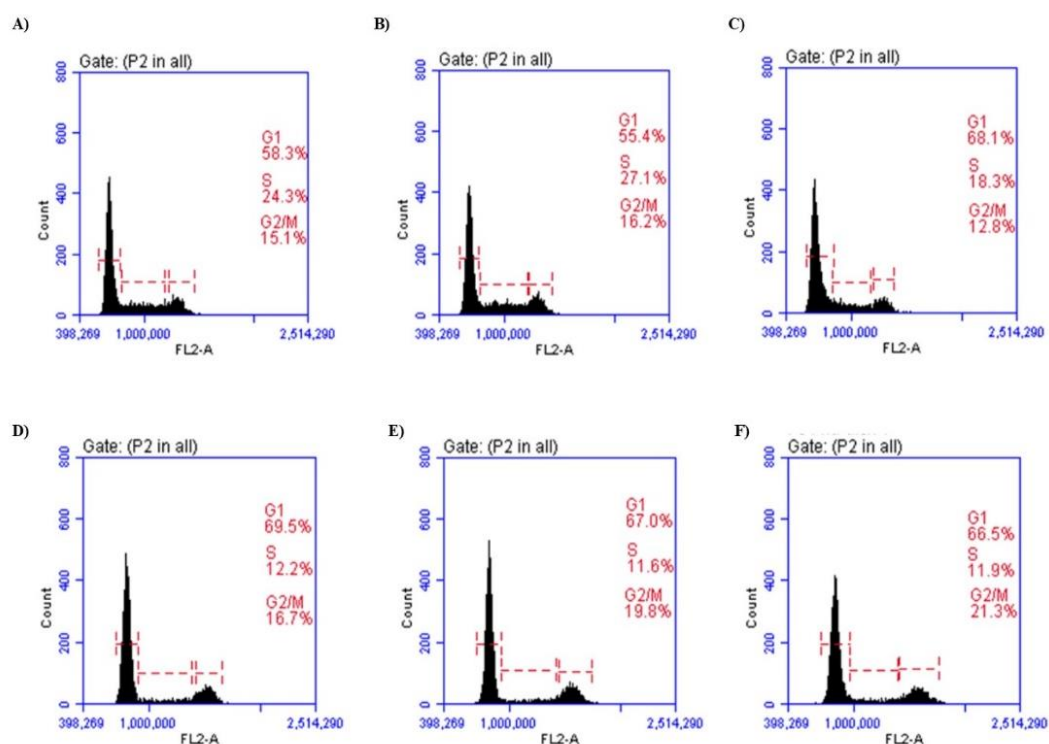 A)
Gate: (P2 in all)
800
600
400
200
0
Count
G1
58.3%
S
24.3%
G2/M
15.1%
398,269
1,000,000
2,514,290
FL2-A
B)
Gate: (P2 in all)
800
600
400
200
0
Count
G1
55.4%
S
27.1%
G2/M
16.2%
398,269
1,000,000
2,514,290
FL2-A
C)
Gate: (P2 in all)
800
600
400
200
0
Count
G1
68.1%
S
18.3%
G2/M
12.8%
398,269
1,000,000
2,514,290
FL2-A
D)
Gate: (P2 in all)
800
600
400
200
0
Count
G1
69.5%
S
12.2%
G2/M
16.7%
398,269
1,000,000
2,514,290
FL2-A
E)
Gate: (P2 in all)
800
600
400
200
0
Count
G1
67.0%
S
11.6%
G2/M
19.8%
398,269
1,000,000
2,514,290
FL2-A
F)
Gate: (P2 in all)
800
600
400
200
0
Count
G1
66.5%
S
11.9%
G2/M
21.3%
398,269
1,000,000
2,514,290
FL2-A